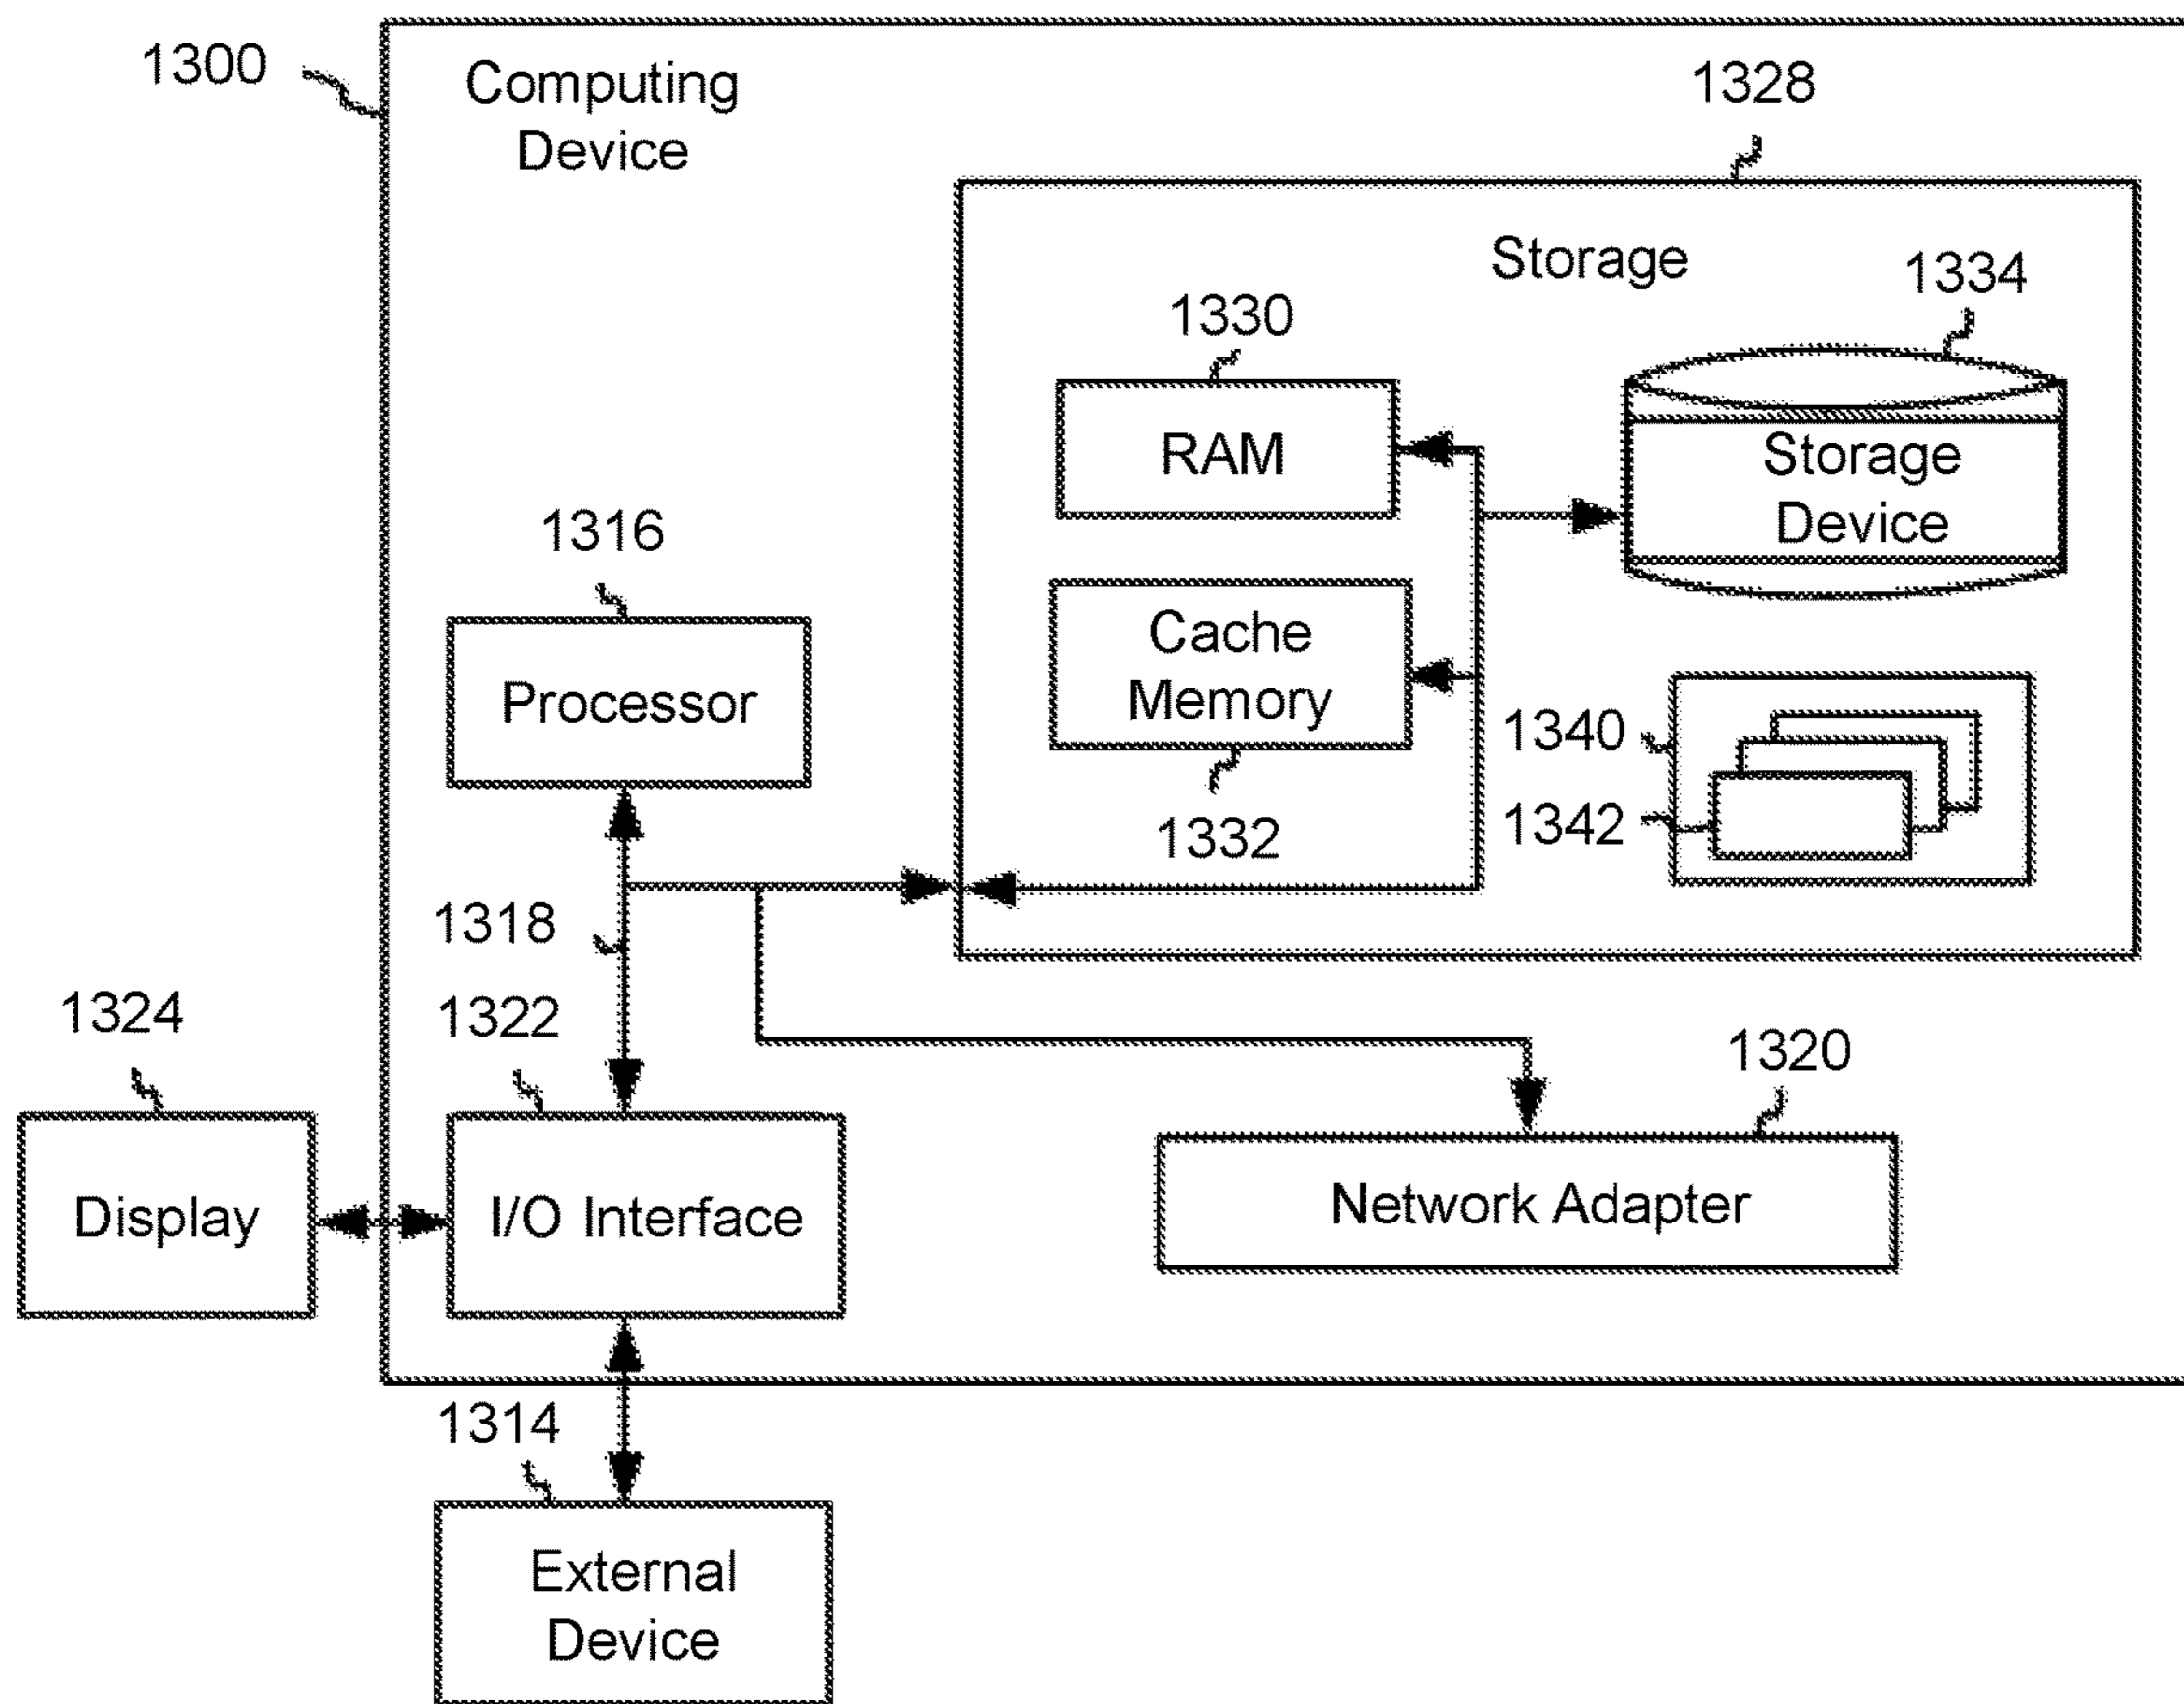 1300
Computing
Device
1328
Storage
1334
1330
RAM
Storage
Device
1316
Processor
Cache
Memory
1332
1340
1342
1318
1322
1324
Display
I/O Interface
1320
Network Adapter
1314
External
Device